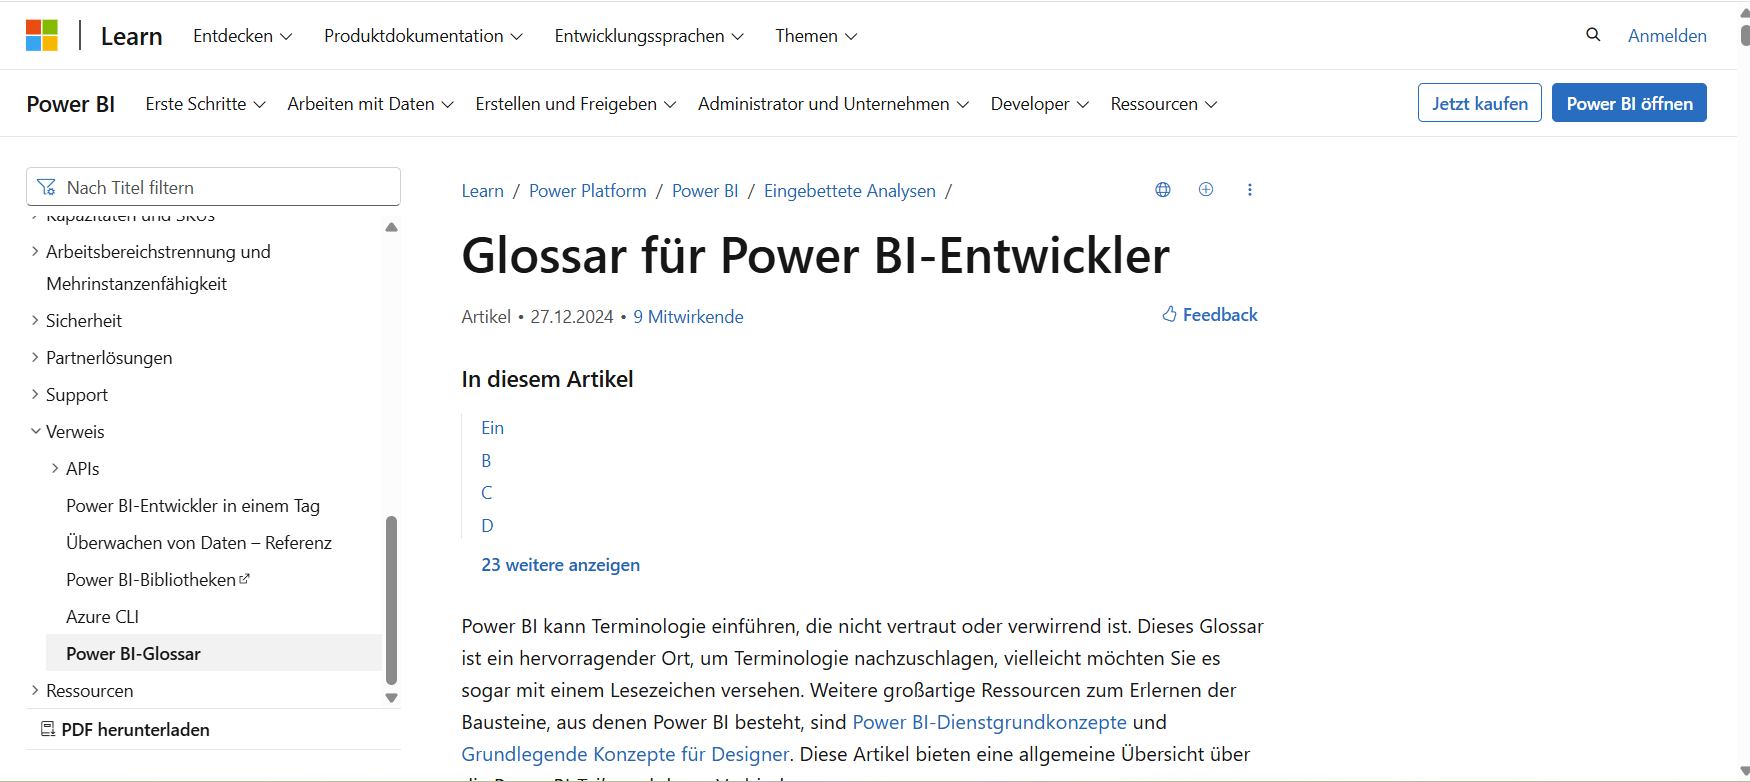 Learn Entdecken Produktdokumentation Entwicklungssprachen Themen Anmelden
Power BI Erste Schritte Arbeiten mit Daten Erstellen und Freigeben Administrator und Unternehmen Developer Ressourcen Jetzt kaufen Power BI öffnen
Nach Titel filtern
Kapazitäten und SKUs
Arbeitsbereichstrennung und
Mehrinstanzenfähigkeit
Sicherheit
Partnerlösungen
Support
Verweis
APIs
Power BI-Entwickler in einem Tag
Überwachen von Daten – Referenz
Power BI-Bibliotheken
Azure CLI
Power BI-Glossar
Ressourcen
PDF herunterladen
Learn / Power Platform / Power BI / Eingebettete Analysen /
Glossar für Power BI-Entwickler
Artikel • 27.12.2024 • 9 Mitwirkende
Feedback
In diesem Artikel
Ein
B
C
D
23 weitere anzeigen
Power BI kann Terminologie einführen, die nicht vertraut oder verwirrend ist. Dieses Glossar
ist ein hervorragender Ort, um Terminologie nachzuschlagen, vielleicht möchten Sie es
sogar mit einem Lesezeichen versehen. Weitere großartige Ressourcen zum Erlernen der
Bausteine, aus denen Power BI besteht, sind Power BI-Dienstgrundkonzepte und
Grundlegende Konzepte für Designer. Diese Artikel bieten eine allgemeine Übersicht über